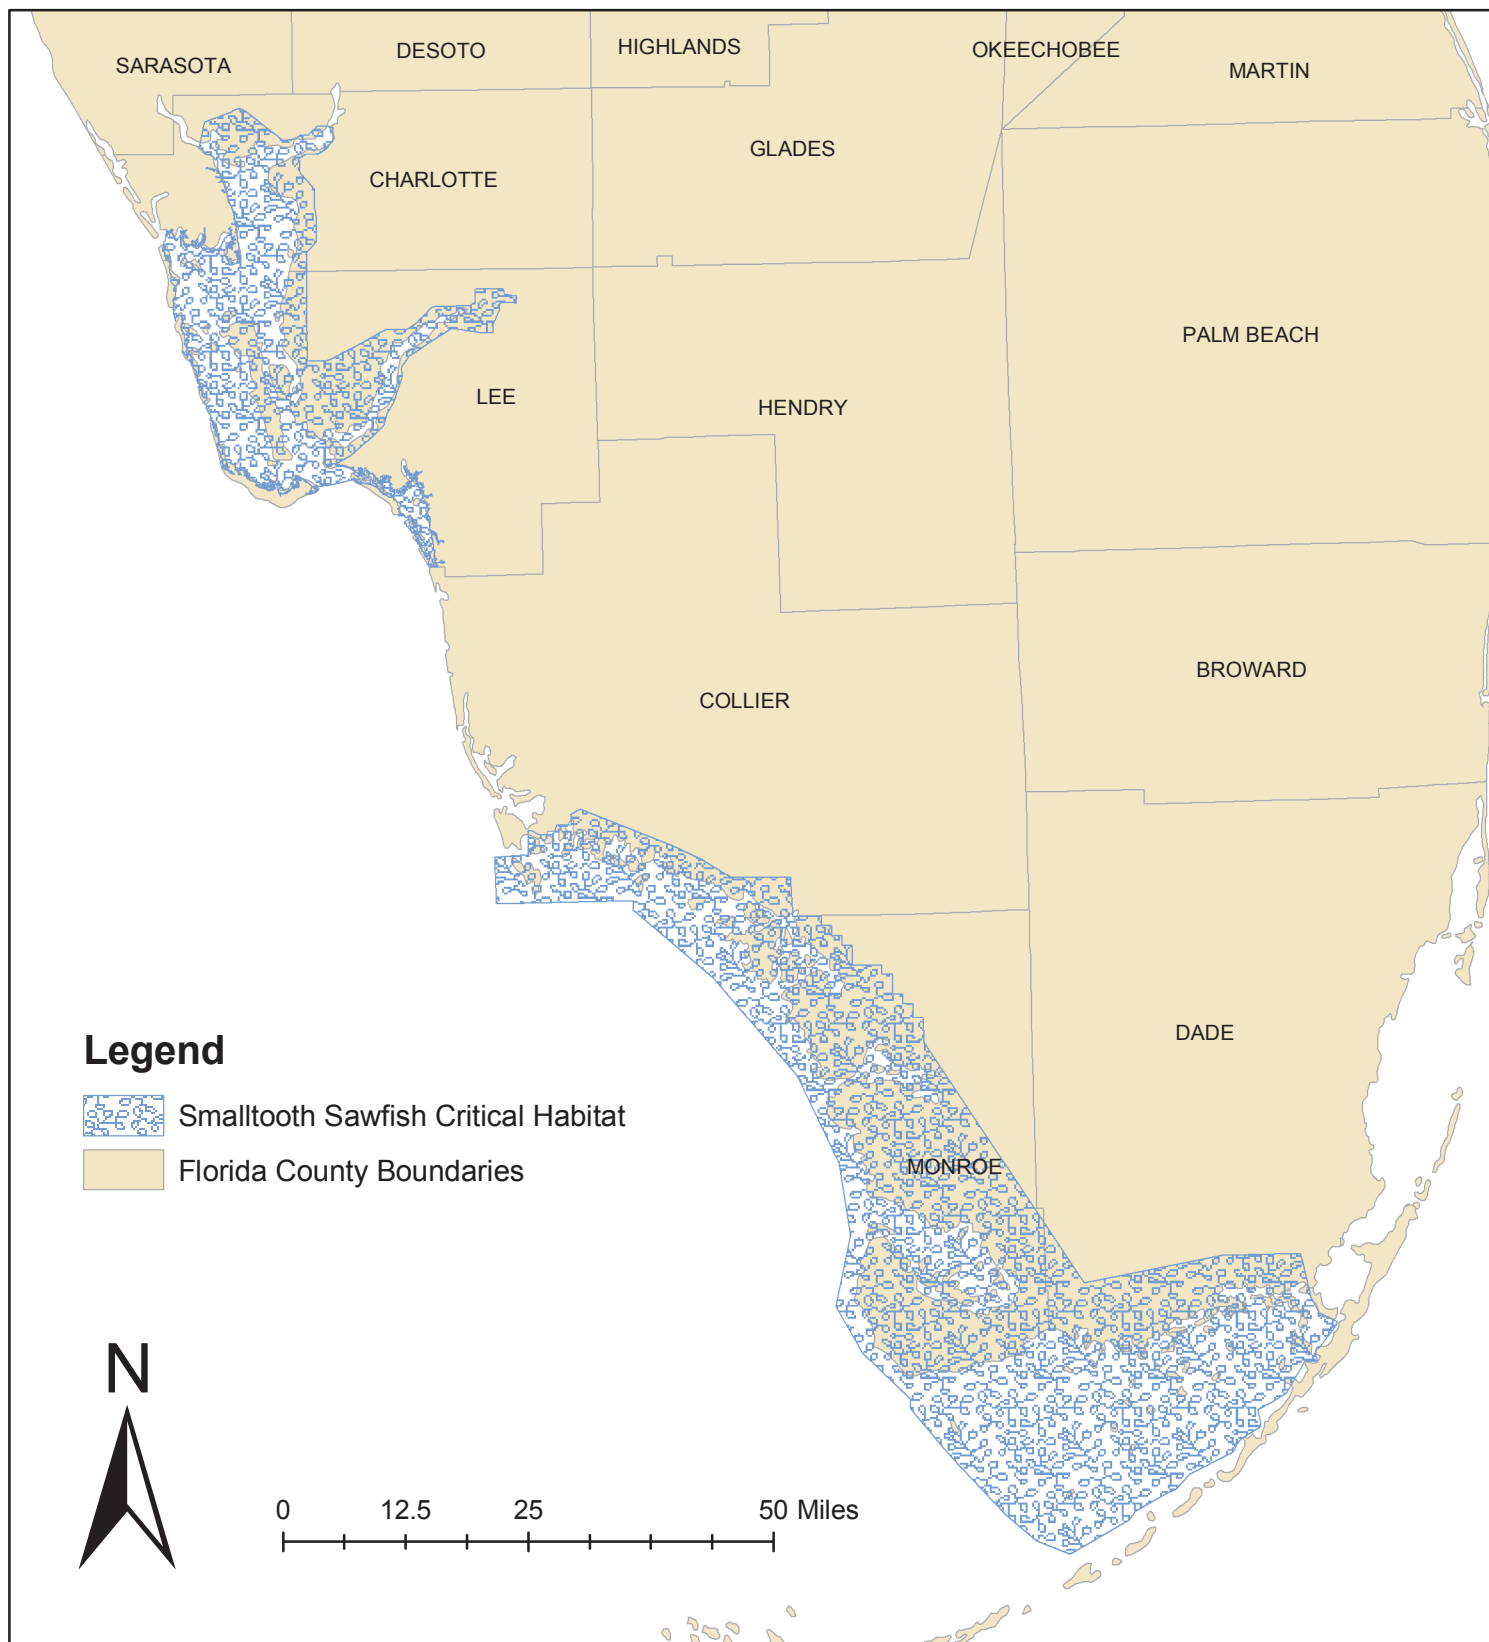 SARASOTA
DESOTO
HIGHLANDS
OKEECHOBEE
MARTIN
CHARLOTTE
GLADES
PALM BEACH
LEE
HENDRY
COLLIER
BROWARD
DADE
MONROE
Legend
Smalltooth Sawfish Critical Habitat
Florida County Boundaries
N
0 12.5 25 50 Miles